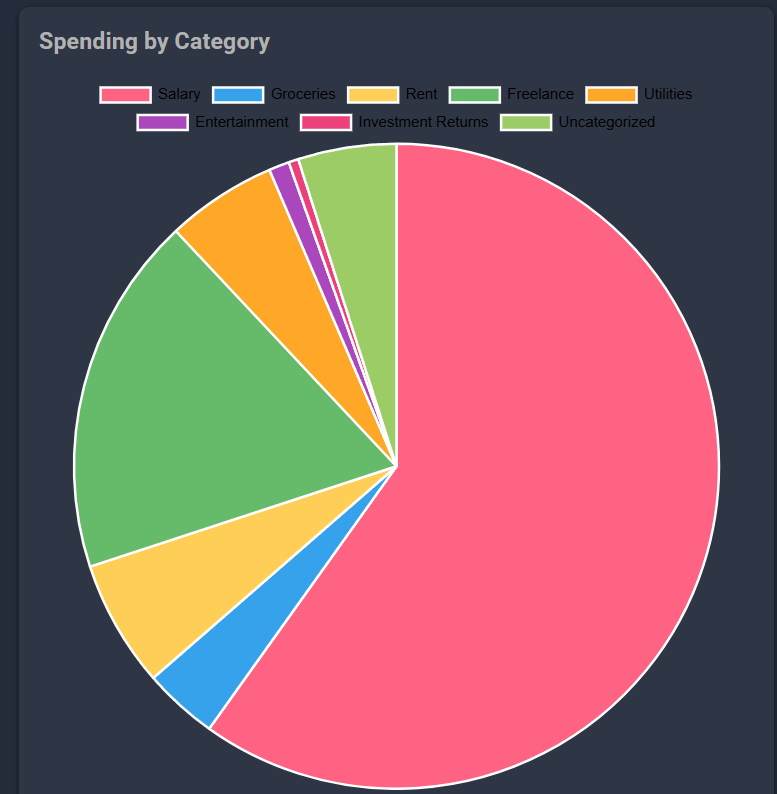 Spending by Category
Salary Groceries Rent Freelance Utilities
Entertainment Investment Returns Uncategorized